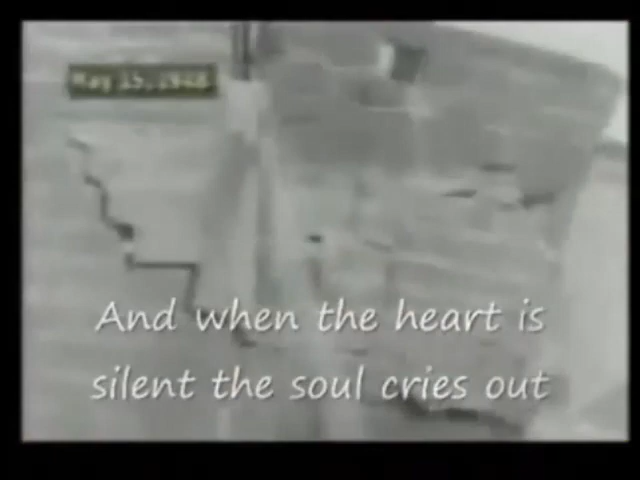 May 15, 1948
And when the heart is
silent the soul cries out